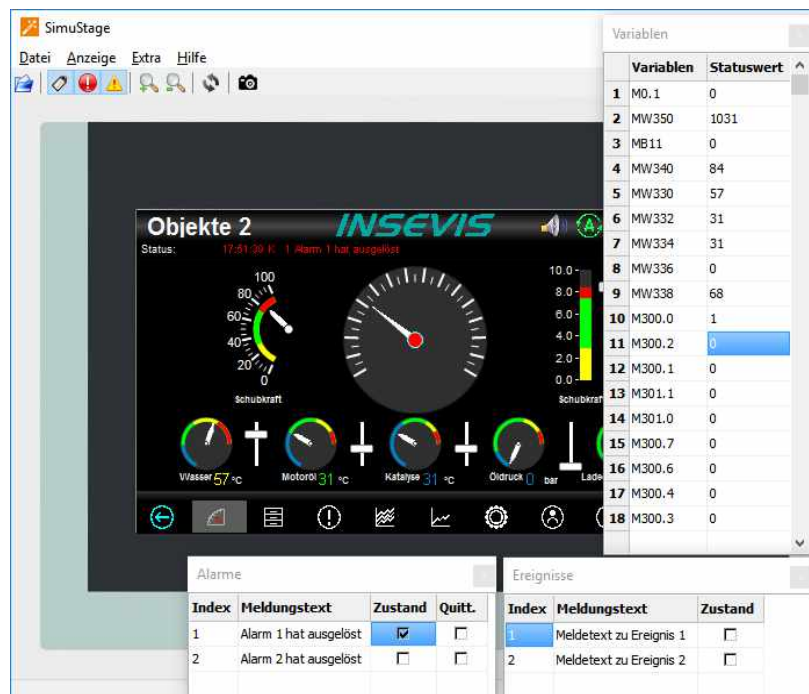 SimuStage
Datei Anzeige Extra Hilfe
Objekte 2 INSEVIS A
Status: 17:51:39 K 1 Alarm 1 hat ausgelöst
100
80
60
40
20
0
Schubkraft
10.0
8.0
6.0
4.0
2.0
0.0
Schubkraf
Wasser 57 °C Motoröl 31 °C Katalyse 31 °C Öldruck 0 bar Lade
Variablen
Variablen Statuswert
1 M0.1 0
2 MW350 1031
3 MB11 0
4 MW340 84
5 MW330 57
6 MW332 31
7 MW334 31
8 MW336 0
9 MW338 68
10 M300.0 1
11 M300.2 0
12 M300.1 0
13 M301.1 0
14 M301.0 0
15 M300.7 0
16 M300.6 0
17 M300.4 0
18 M300.3 0
Alarme
Index Meldungstext Zustand Quitt.
1 Alarm 1 hat ausgelöst
2 Alarm 2 hat ausgelöst
Ereignisse
Index Meldungstext Zustand
1 Meldetext zu Ereignis 1
2 Meldetext zu Ereignis 2